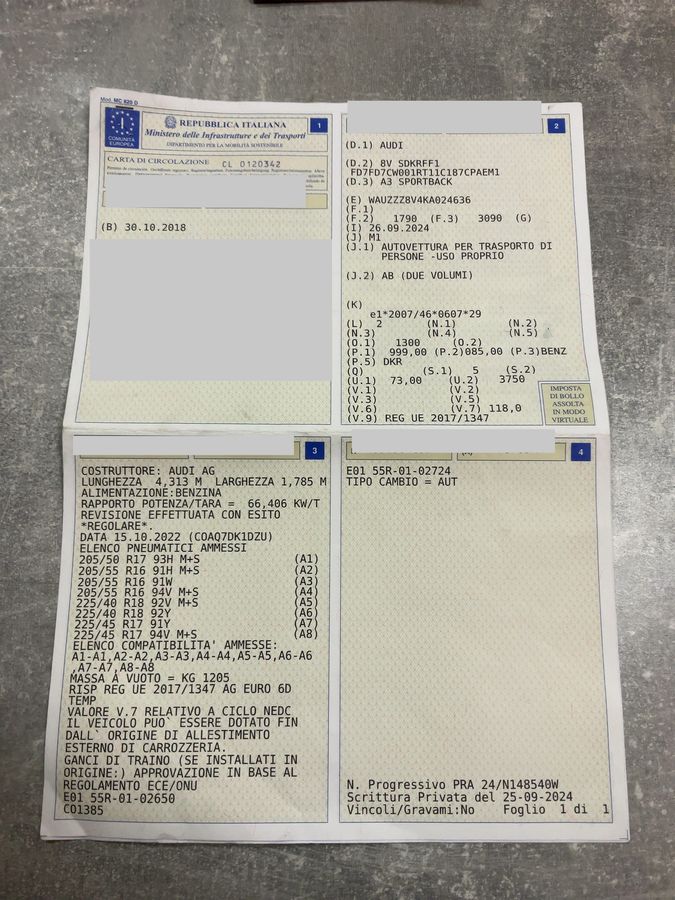 Mod. MC 820 D
COMUNITÀ
EUROPEA
REPUBBLICA ITALIANA
Ministero delle Infrastrutture e dei Trasporti
DIPARTIMENTO PER LA MOBILITÀ SOSTENIBILE
1
CARTA DI CIRCOLAZIONE CL 0120342
(B) 30.10.2018
2
(D.1) AUDI
(D.2) 8V SDKRFF1
FD7FD7CW001RT11C187CPAEM1
(D.3) A3 SPORTBACK
(E) WAUZZZ8V4KA024636
(F.1)
(F.2) 1790 (F.3) 3090 (G)
(I) 26.09.2024
(J) M1
(J.1) AUTOVETTURA PER TRASPORTO DI
PERSONE -USO PROPRIO
(J.2) AB (DUE VOLUMI)
(K)
e1*2007/46*0607*29
(L) 2 (N.1) (N.2)
(N.3) (N.4) (N.5)
(O.1) 1300 (O.2)
(P.1) 999,00 (P.2)085,00 (P.3)BENZ
(P.5) DKR
(Q) (S.1) 5 (S.2)
(U.1) 73,00 (U.2) 3750
(V.1) (V.2)
(V.3) (V.5)
(V.6) (V.7) 118,0
(V.9) REG UE 2017/1347
IMPOSTA
DI BOLLO
ASSOLTA
IN MODO
VIRTUALE
3
COSTRUTTORE: AUDI AG
LUNGHEZZA 4,313 M LARGHEZZA 1,785 M
ALIMENTAZIONE:BENZINA
RAPPORTO POTENZA/TARA = 66,406 KW/T
REVISIONE EFFETTUATA CON ESITO
*REGOLARE*.
DATA 15.10.2022 (COAQ7DK1DZU)
ELENCO PNEUMATICI AMMESSI
205/50 R17 93H M+S (A1)
205/55 R16 91H M+S (A2)
205/55 R16 91W (A3)
205/55 R16 94V M+S (A4)
225/40 R18 92V M+S (A5)
225/40 R18 92Y (A6)
225/45 R17 91Y (A7)
225/45 R17 94V M+S (A8)
ELENCO COMPATIBILITA' AMMESSE:
A1-A1,A2-A2,A3-A3,A4-A4,A5-A5,A6-A6
,A7-A7,A8-A8
MASSA A VUOTO = KG 1205
RISP REG UE 2017/1347 AG EURO 6D
TEMP
VALORE V.7 RELATIVO A CICLO NEDC
IL VEICOLO PUO` ESSERE DOTATO FIN
DALL` ORIGINE DI ALLESTIMENTO
ESTERNO DI CARROZZERIA.
GANCI DI TRAINO (SE INSTALLATI IN
ORIGINE:) APPROVAZIONE IN BASE AL
REGOLAMENTO ECE/ONU
E01 55R-01-02650
CO1385
4
E01 55R-01-02724
TIPO CAMBIO = AUT
N. Progressivo PRA 24/N148540W
Scrittura Privata del 25-09-2024
Vincoli/Gravami:No Foglio 1 di 1